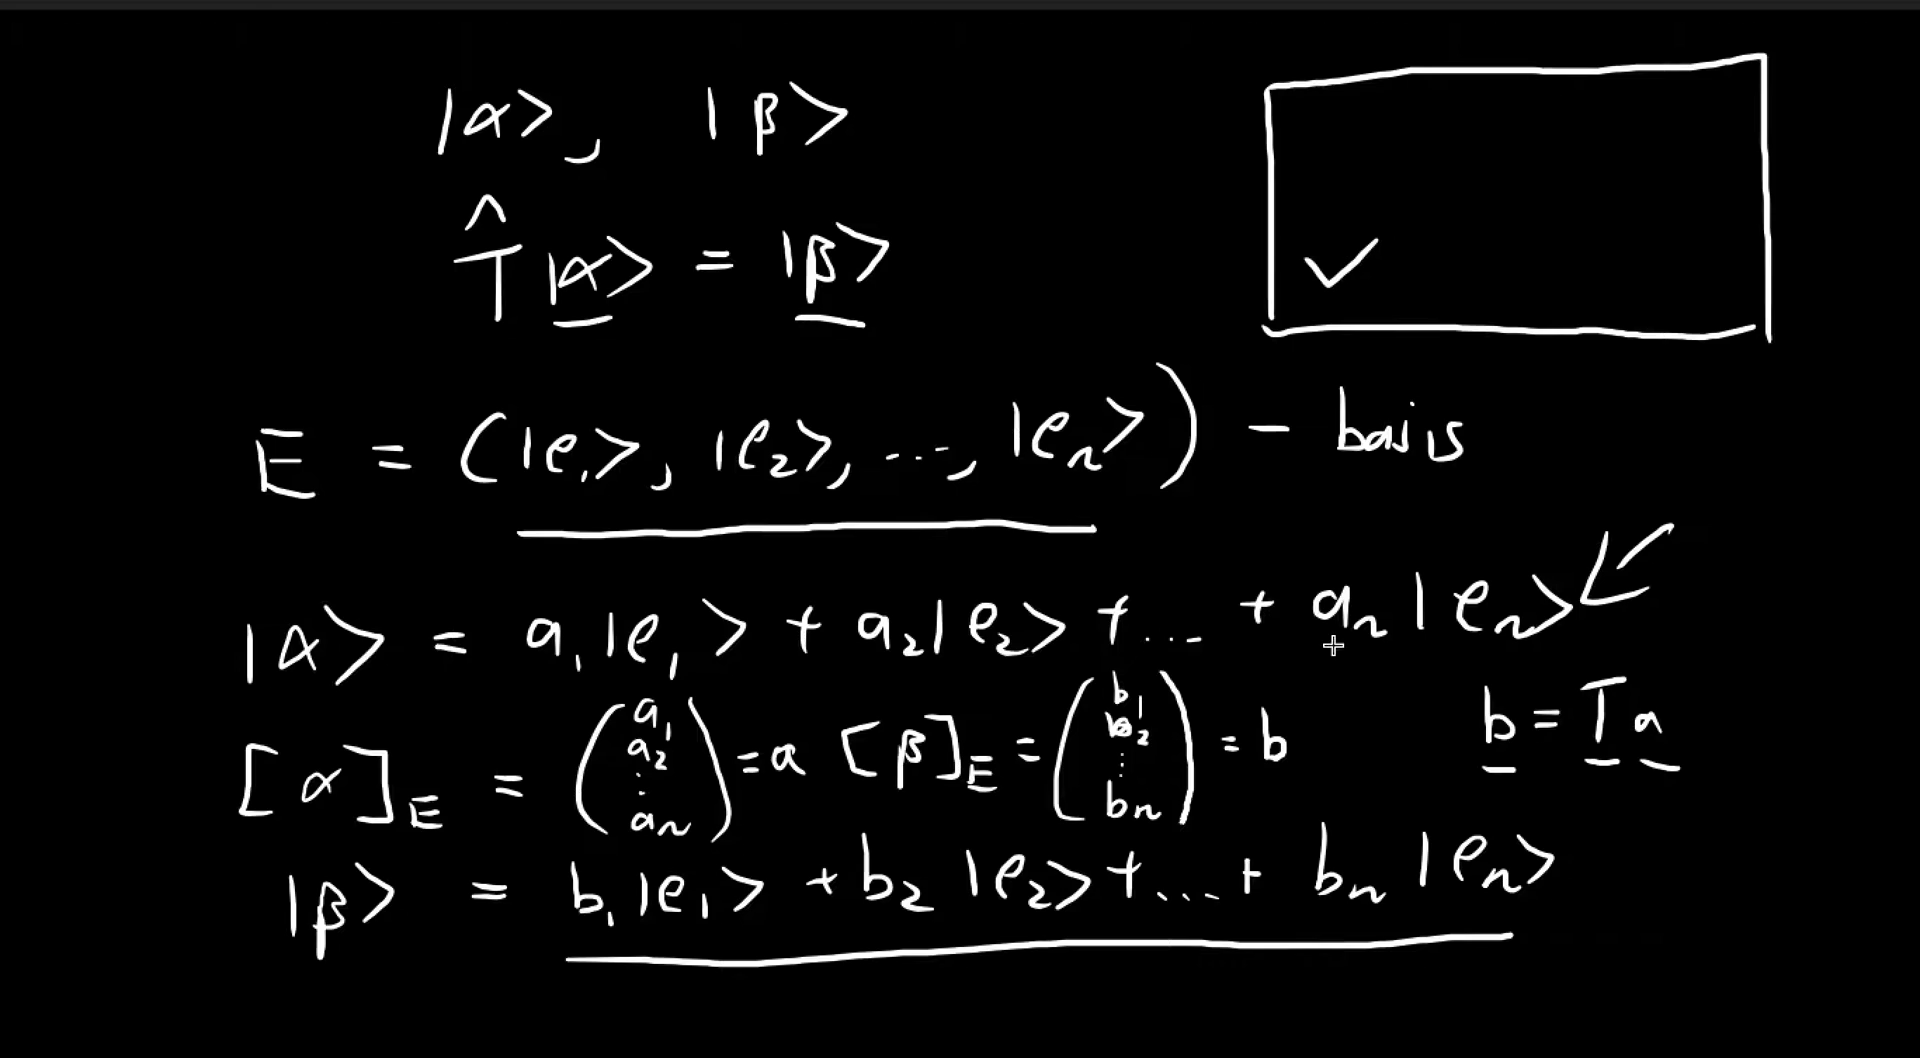 |α>, |β>
T̂|α> = |β>
E = (|e₁>, |e₂>, ..., |eₙ>) - basis
|α> = a₁|e₁> + a₂|e₂> + ... + aₙ|eₙ>
[α]_E = (a₁ a₂ ⋮ aₙ) = a [β]_E = (b₁ b₂ ⋮ bₙ) = b
b = Ta
|β> = b₁|e₁> + b₂|e₂> + ... + bₙ|eₙ>